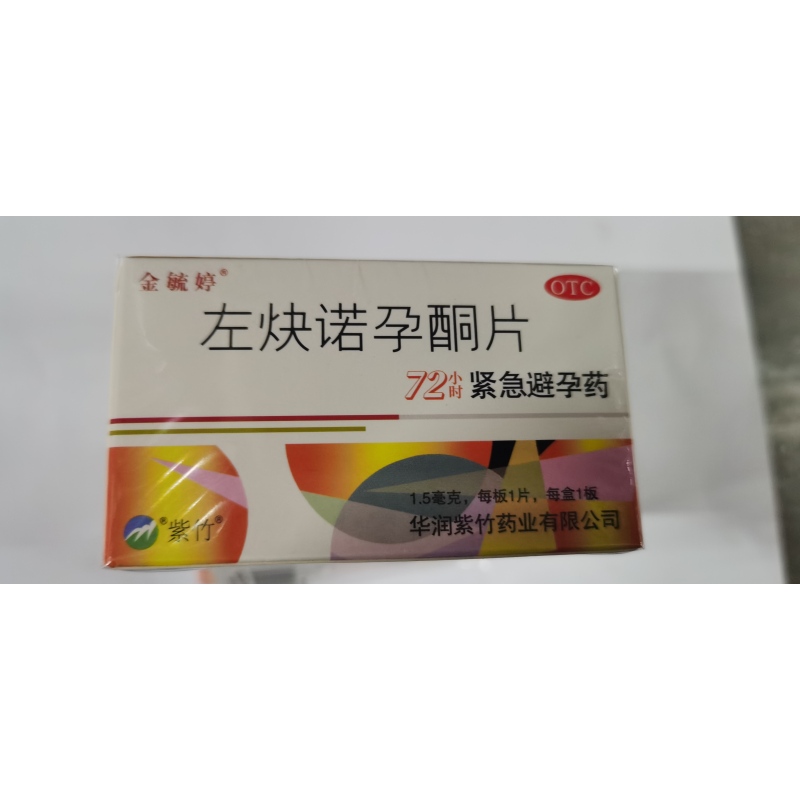 金毓婷®
OTC
左炔诺孕酮片
72小时 紧急避孕药
1.5毫克，每板1片，每盒1板
®紫竹®
华润紫竹药业有限公司